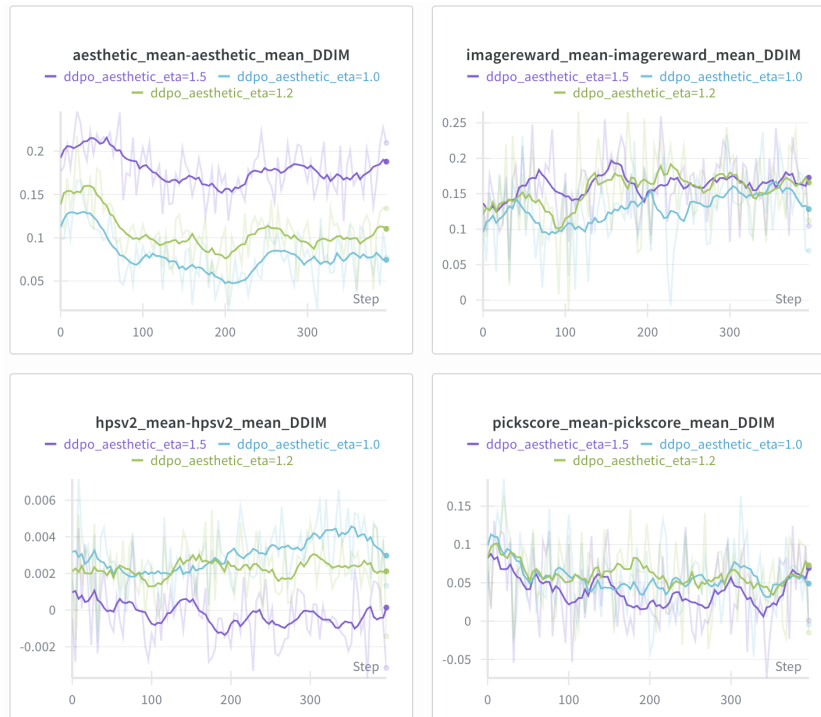 aesthetic_mean-aesthetic_mean_DDIM
ddpo_aesthetic_eta=1.5 ddpo_aesthetic_eta=1.0
ddpo_aesthetic_eta=1.2
0.2
0.15
0.1
0.05
Step
0 100 200 300
imagereward_mean-imagereward_mean_DDIM
ddpo_aesthetic_eta=1.5 ddpo_aesthetic_eta=1.0
ddpo_aesthetic_eta=1.2
0.25
0.2
0.15
0.1
0.05
0
Step
0 100 200 300
hpsv2_mean-hpsv2_mean_DDIM
ddpo_aesthetic_eta=1.5 ddpo_aesthetic_eta=1.0
ddpo_aesthetic_eta=1.2
0.006
0.004
0.002
0
-0.002
Step
0 100 200 300
pickscore_mean-pickscore_mean_DDIM
ddpo_aesthetic_eta=1.5 ddpo_aesthetic_eta=1.0
ddpo_aesthetic_eta=1.2
0.15
0.1
0.05
0
-0.05
Step
0 100 200 300